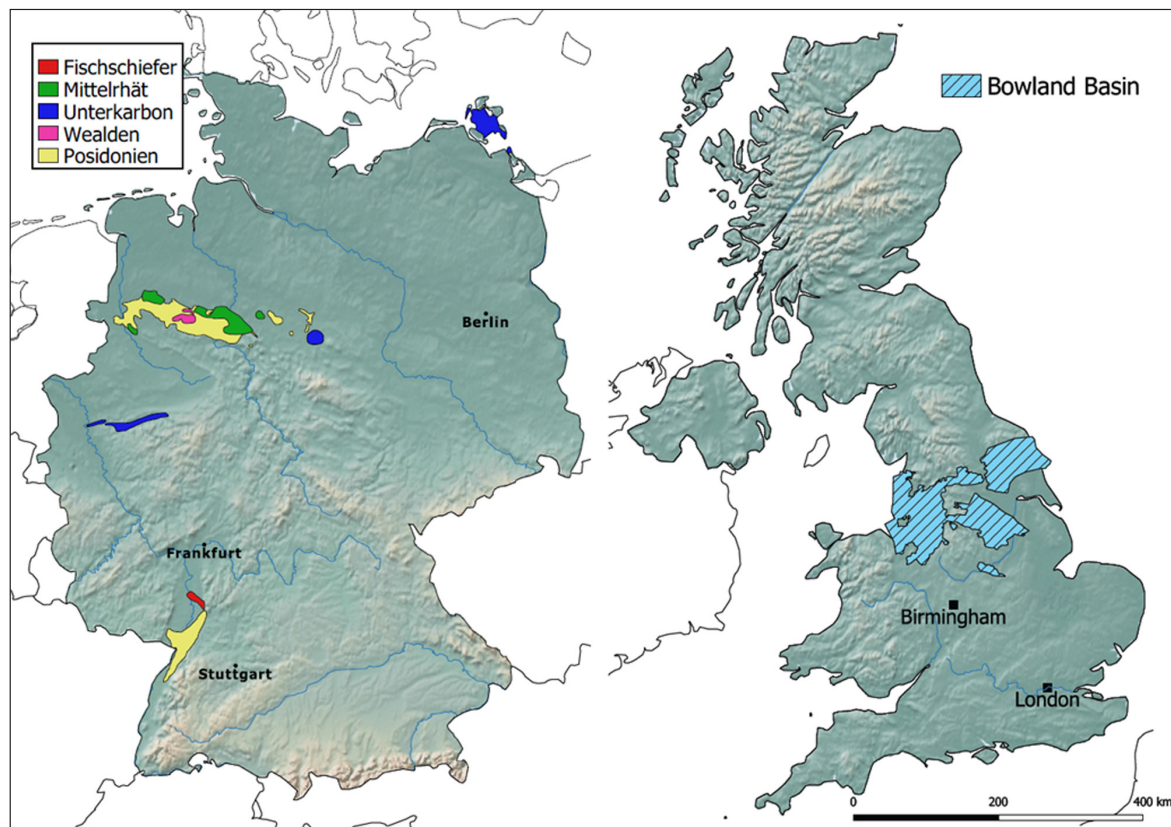 Fischschiefer
Mittelrhät
Unterkarbon
Wealden
Posidonien
Berlin
Frankfurt
Stuttgart
Bowland Basin
Birmingham
London
0 200 400 km